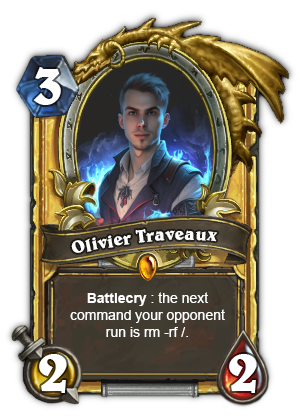 3
Olivier Traveaux
Battlecry : the next
command your opponent
run is rm -rf /.
2 2